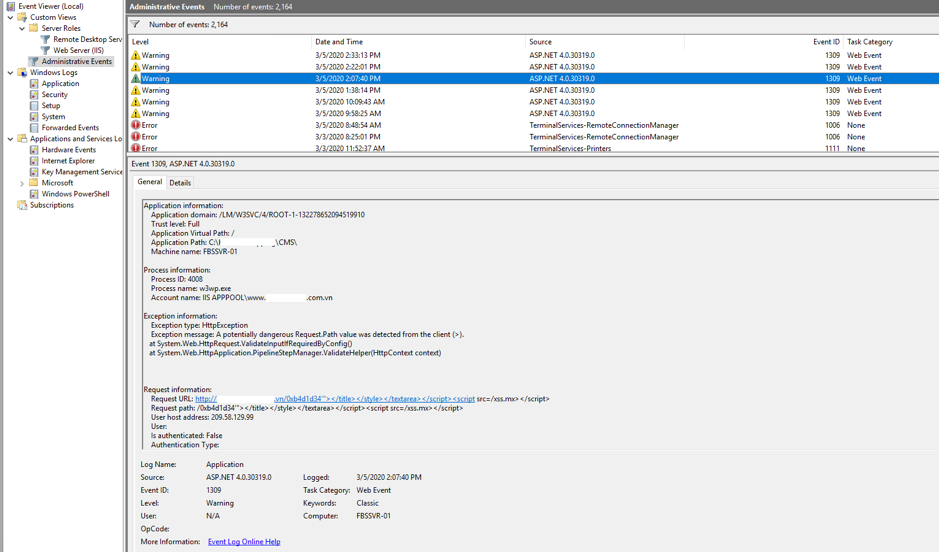 Event Viewer (Local)
Custom Views
Server Roles
Remote Desktop Serv
Web Server (IIS)
Administrative Events
Windows Logs
Application
Security
Setup
System
Forwarded Events
Applications and Services Lo
Hardware Events
Internet Explorer
Key Management Service
Microsoft
Windows PowerShell
Subscriptions
Administrative Events Number of events: 2,164
Number of events: 2,164
Level Date and Time Source Event ID Task Category
Warning 3/5/2020 2:33:13 PM ASP.NET 4.0.30319.0 1309 Web Event
Warning 3/5/2020 2:22:01 PM ASP.NET 4.0.30319.0 1309 Web Event
Warning 3/5/2020 2:07:40 PM ASP.NET 4.0.30319.0 1309 Web Event
Warning 3/5/2020 1:38:14 PM ASP.NET 4.0.30319.0 1309 Web Event
Warning 3/5/2020 10:09:43 AM ASP.NET 4.0.30319.0 1309 Web Event
Warning 3/5/2020 9:58:25 AM ASP.NET 4.0.30319.0 1309 Web Event
Error 3/5/2020 8:48:54 AM TerminalServices-RemoteConnectionManager 1006 None
Error 3/3/2020 8:25:01 PM TerminalServices-RemoteConnectionManager 1006 None
Error 3/3/2020 11:52:37 AM TerminalServices-Printers 1111 None
Event 1309, ASP.NET 4.0.30319.0
General Details
Application information:
Application domain: /LM/W3SVC/4/ROOT-1-132278652094519910
Trust level: Full
Application Virtual Path: /
Application Path: C:\ \CMS\
Machine name: FBSSVR-01
Process information:
Process ID: 4008
Process name: w3wp.exe
Account name: IIS APPPOOL\www. .com.vn
Exception information:
Exception type: HttpException
Exception message: A potentially dangerous Request.Path value was detected from the client (>).
at System.Web.HttpRequest.ValidateInputIfRequiredByConfig()
at System.Web.HttpApplication.PipelineStepManager.ValidateHelper(HttpContext context)
Request information:
Request URL: http:// .vn/0xb4d1d34'"></title></style></textarea></script><script src=/xss.mx></script>
Request path: /0xb4d1d34'"></title></style></textarea></script><script src=/xss.mx></script>
User host address: 209.58.129.99
User:
Is authenticated: False
Authentication Type:
Log Name: Application
Source: ASP.NET 4.0.30319.0 Logged: 3/5/2020 2:07:40 PM
Event ID: 1309 Task Category: Web Event
Level: Warning Keywords: Classic
User: N/A Computer: FBSSVR-01
OpCode:
More Information: Event Log Online Help